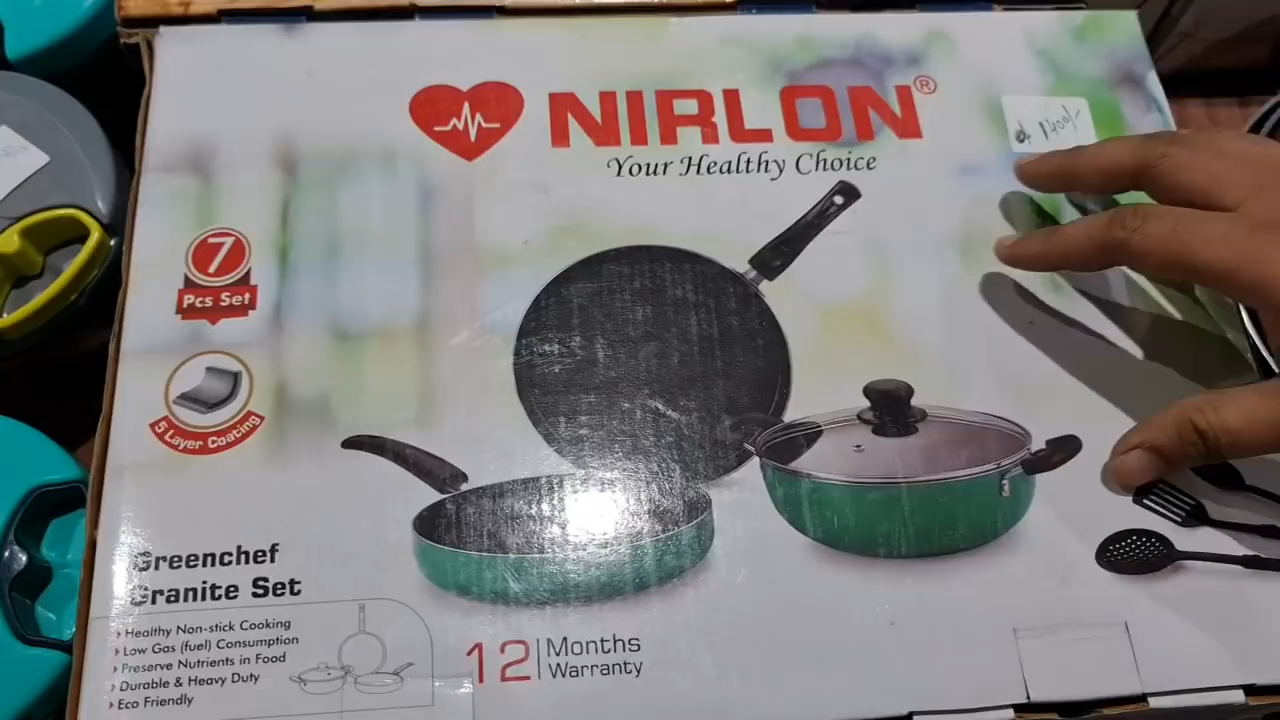 NIRLON®
Your Healthy Choice
1400/-
7
Pcs Set
5 Layer Coating
Greenchef
Granite Set
Healthy Non-stick Cooking
Low Gas (fuel) Consumption
Preserve Nutrients in Food
Durable & Heavy Duty
Eco Friendly
12 Months
Warranty